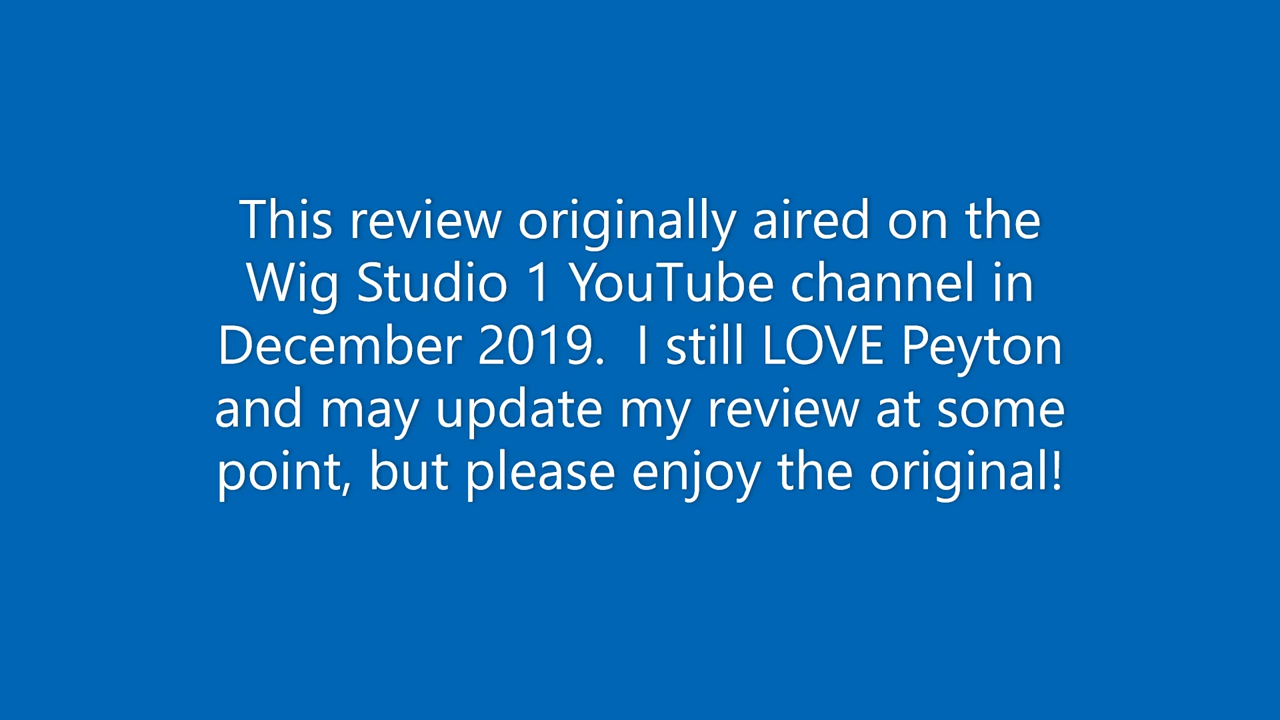 This review originally aired on the
Wig Studio 1 YouTube channel in
December 2019.  I still LOVE Peyton
and may update my review at some
point, but please enjoy the original!